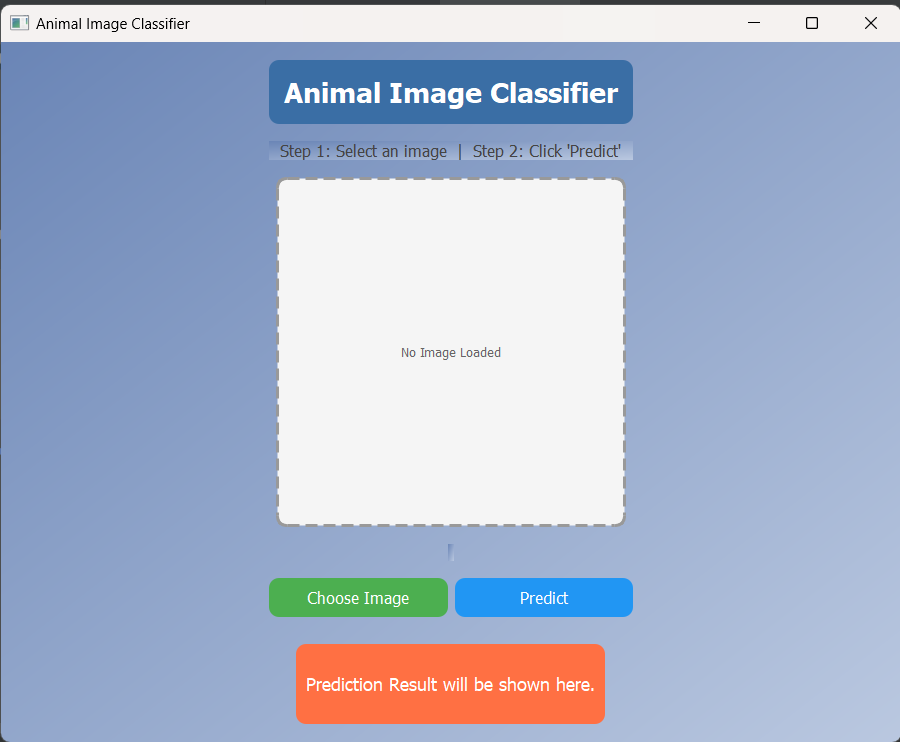 Animal Image Classifier
Animal Image Classifier
Step 1: Select an image | Step 2: Click 'Predict'
No Image Loaded
Choose Image
Predict
Prediction Result will be shown here.